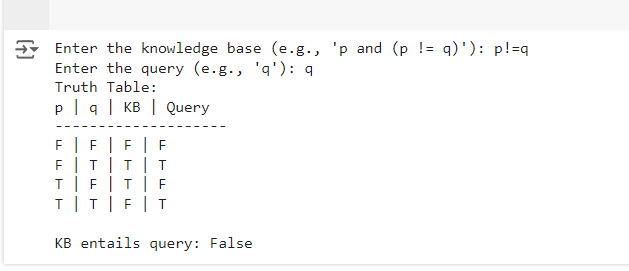 Enter the knowledge base (e.g., 'p and (p != q)'): p!=q
Enter the query (e.g., 'q'): q
Truth Table:
p | q | KB | Query
--------------------
F | F | F | F
F | T | T | T
T | F | T | F
T | T | F | T
KB entails query: False